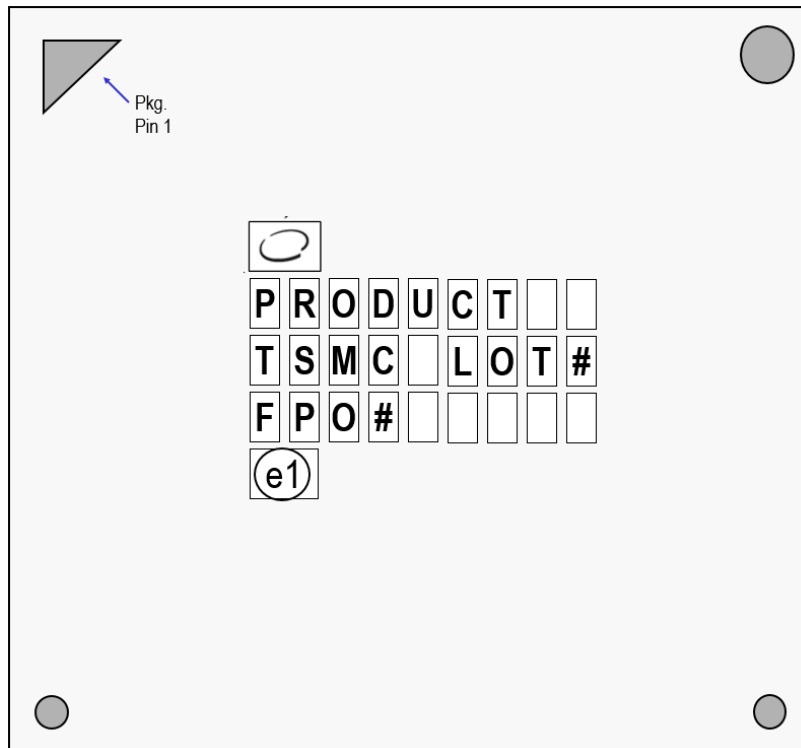 Pkg.
Pin 1
PRODUCT
TSMC LOT#
FPO#
e1